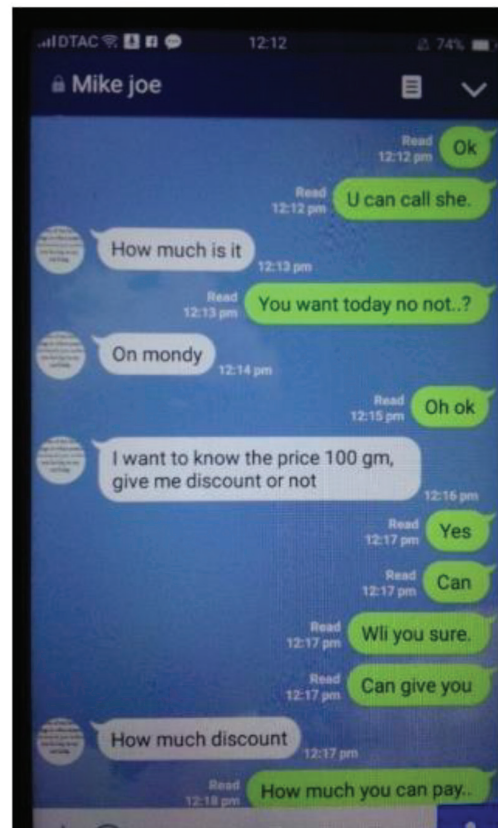 DTAC 12:12 74%
Mike joe
Read
12:12 pm
Ok
Read
12:12 pm
U can call she.
How much is it
12:13 pm
Read
12:13 pm
You want today no not..?
On mondy
12:14 pm
Read
12:15 pm
Oh ok
I want to know the price 100 gm,
give me discount or not
12:16 pm
Read
12:17 pm
Yes
Read
12:17 pm
Can
Read
12:17 pm
Wli you sure.
Read
12:17 pm
Can give you
How much discount
12:17 pm
Read
12:18 pm
How much you can pay..